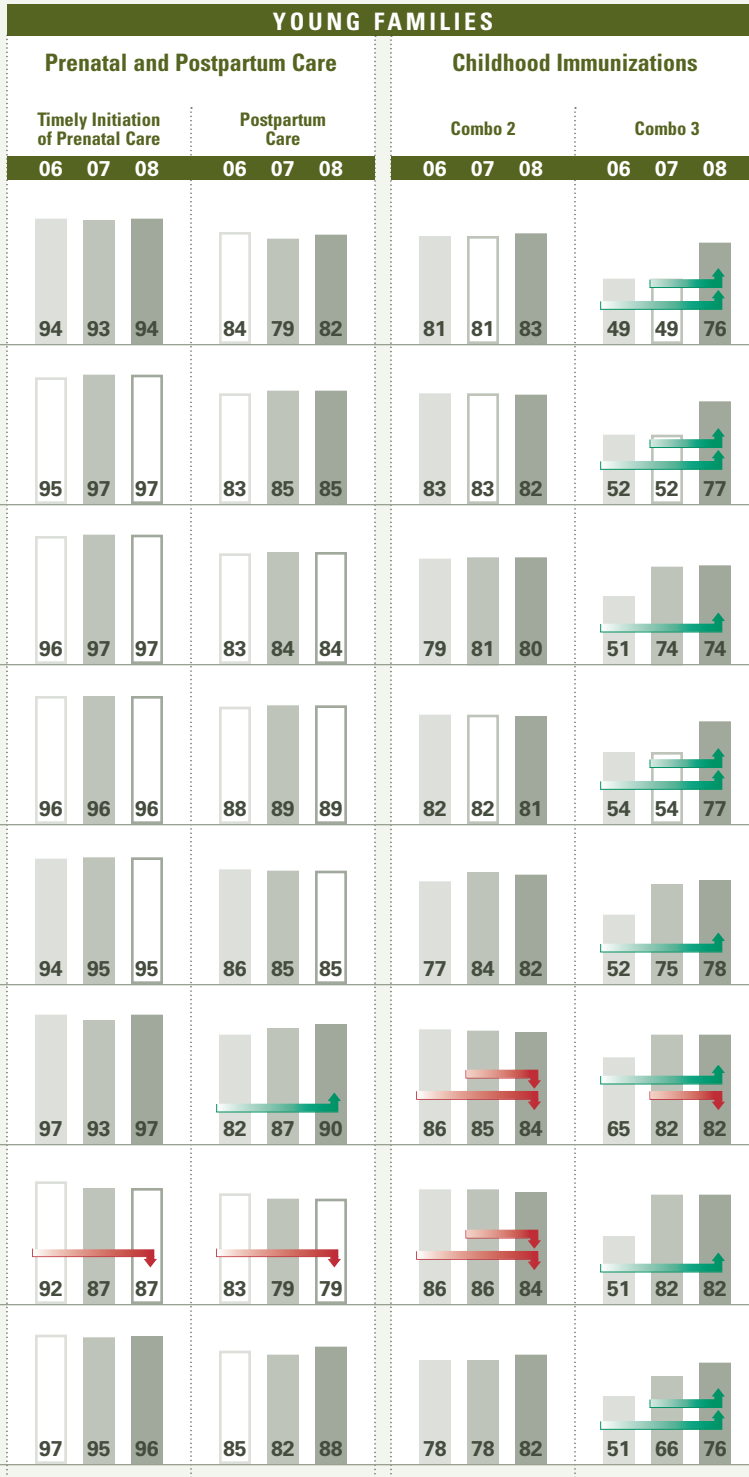 YOUNG FAMILIES
Prenatal and Postpartum Care Childhood Immunizations
Timely Initiation
of Prenatal Care
Postpartum
Care
Combo 2 Combo 3
06 07 08 06 07 08 06 07 08 06 07 08
94 93 94 84 79 82 81 81 83 49 49 76
95 97 97 83 85 85 83 83 82 52 52 77
96 97 97 83 84 84 79 81 80 51 74 74
96 96 96 88 89 89 82 82 81 54 54 77
94 95 95 86 85 85 77 84 82 52 75 78
97 93 97 82 87 90 86 85 84 65 82 82
92 87 87 83 79 79 86 86 84 51 82 82
97 95 96 85 82 88 78 78 82 51 66 76